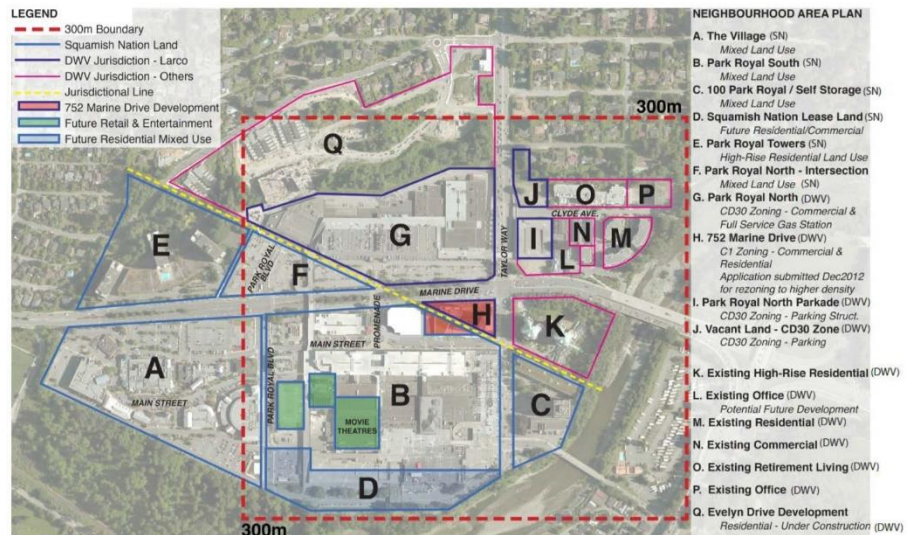 LEGEND
300m Boundary
Squamish Nation Land
DWV Jurisdiction - Larco
DWV Jurisdiction - Others
Jurisdictional Line
752 Marine Drive Development
Future Retail & Entertainment
Future Residential Mixed Use
300m
Q
J
O
P
CLYDE AVE.
E
G
TAYLOR WAY
I
N
M
L
PARK ROYAL BLVD
F
MARINE DRIVE
H
K
PROMENADE
MAIN STREET
A
MAIN STREET
PARK ROYAL BLVD
B
MOVIE THEATRES
C
D
300m
NEIGHBOURHOOD AREA PLAN
A. The Village (SN)
Mixed Land Use
B. Park Royal South (SN)
Mixed Land Use
C. 100 Park Royal / Self Storage (SN)
Mixed Land Use
D. Squamish Nation Lease Land (SN)
Future Residential/Commercial
E. Park Royal Towers (SN)
High-Rise Residential Land Use
F. Park Royal North - Intersection
Mixed Land Use (SN)
G. Park Royal North (DWV)
CD30 Zoning - Commercial &
Full Service Gas Station
H. 752 Marine Drive (DWV)
C1 Zoning - Commercial &
Residential
Application submitted Dec2012
for rezoning to higher density
I. Park Royal North Parkade (DWV)
CD30 Zoning - Parking Struct.
J. Vacant Land - CD30 Zone (DWV)
CD30 Zoning - Parking
K. Existing High-Rise Residential (DWV)
L. Existing Office (DWV)
Potential Future Development
M. Existing Residential (DWV)
N. Existing Commercial (DWV)
O. Existing Retirement Living (DWV)
P. Existing Office (DWV)
Q. Evelyn Drive Development
Residential - Under Construction (DWV)